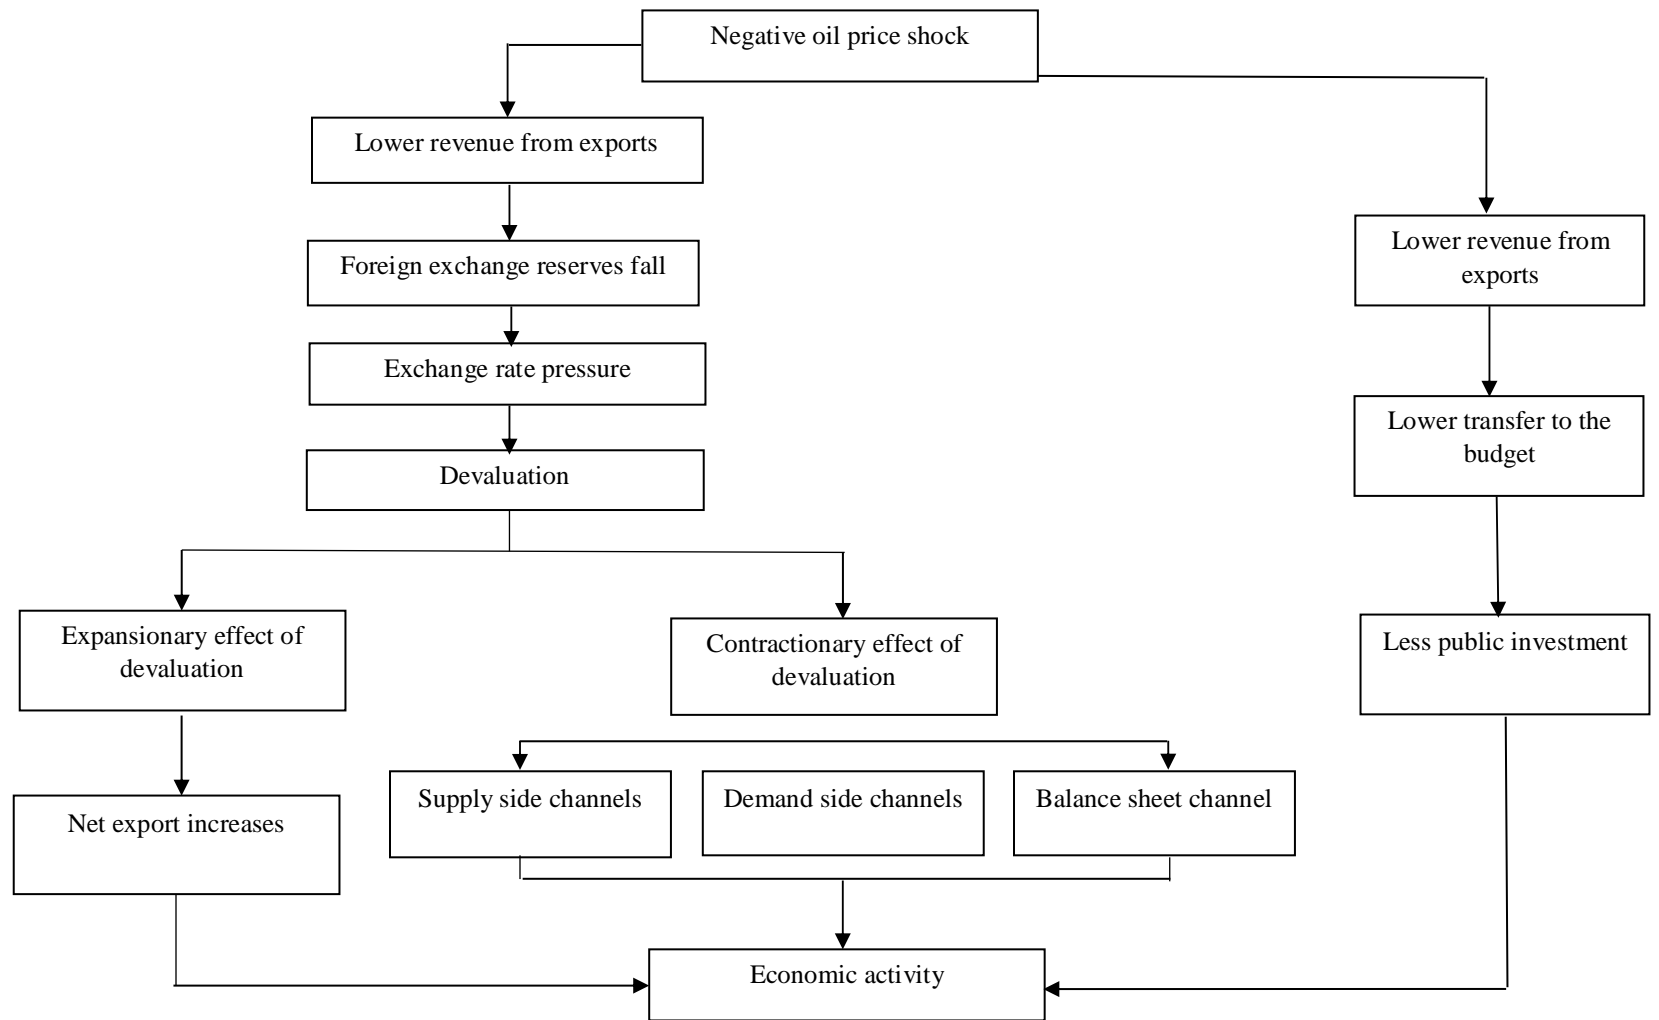 Negative oil price shock
Lower revenue from exports
Lower revenue from
exports
Foreign exchange reserves fall
Exchange rate pressure
Lower transfer to the
budget
Devaluation
Expansionary effect of
devaluation
Contractionary effect of
devaluation
Less public investment
Supply side channels
Demand side channels
Balance sheet channel
Net export increases
Economic activity